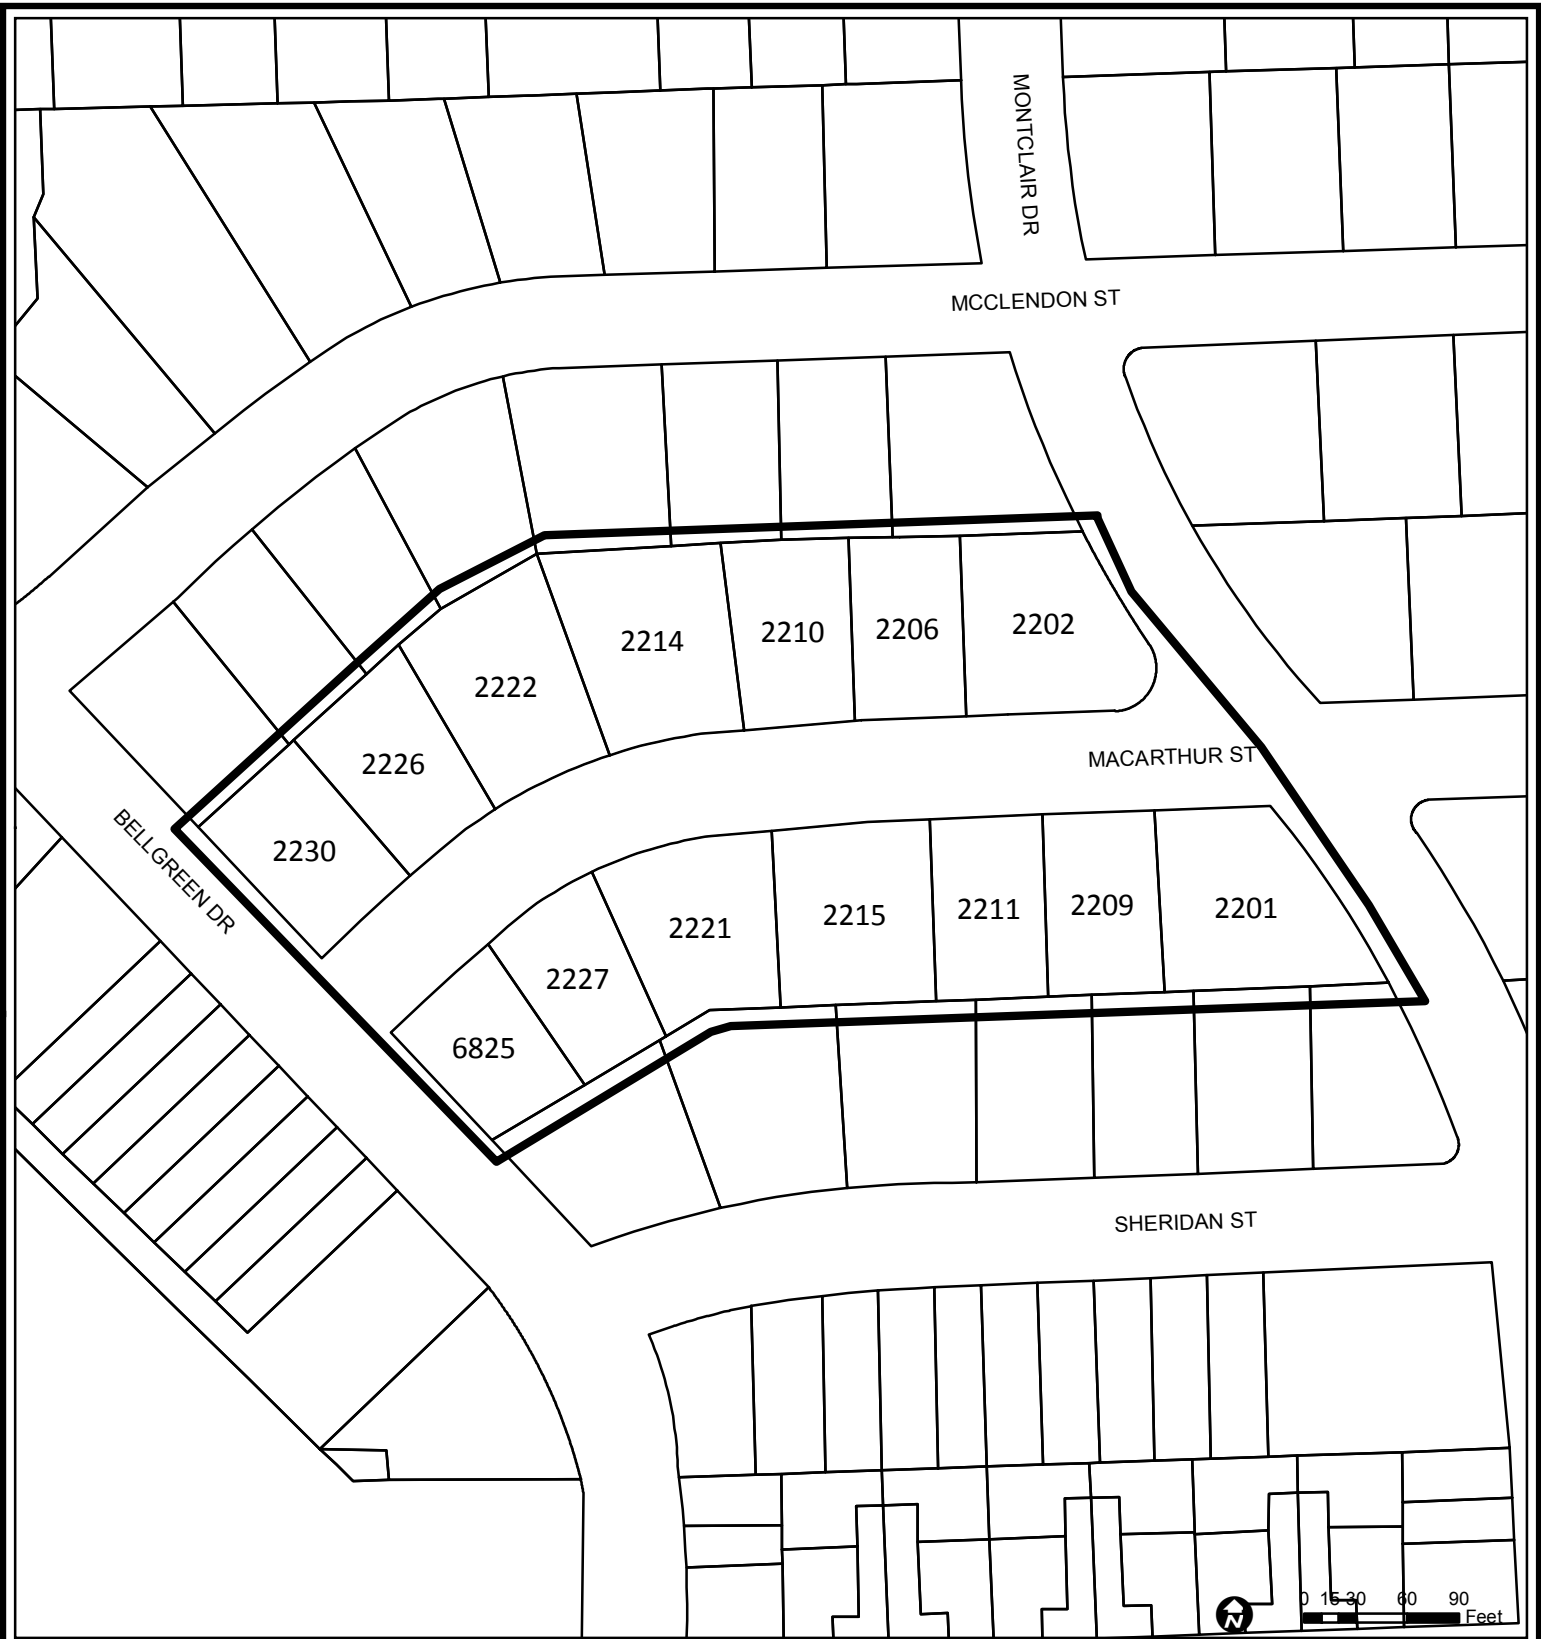 MONTCLAIR DR
MCCLENDON ST
2214
2210
2206
2202
2222
2226
2230
MACARTHUR ST
BELLGREEN DR
2221
2215
2211
2209
2201
2227
6825
SHERIDAN ST
N
0 15 30 60 90
Feet